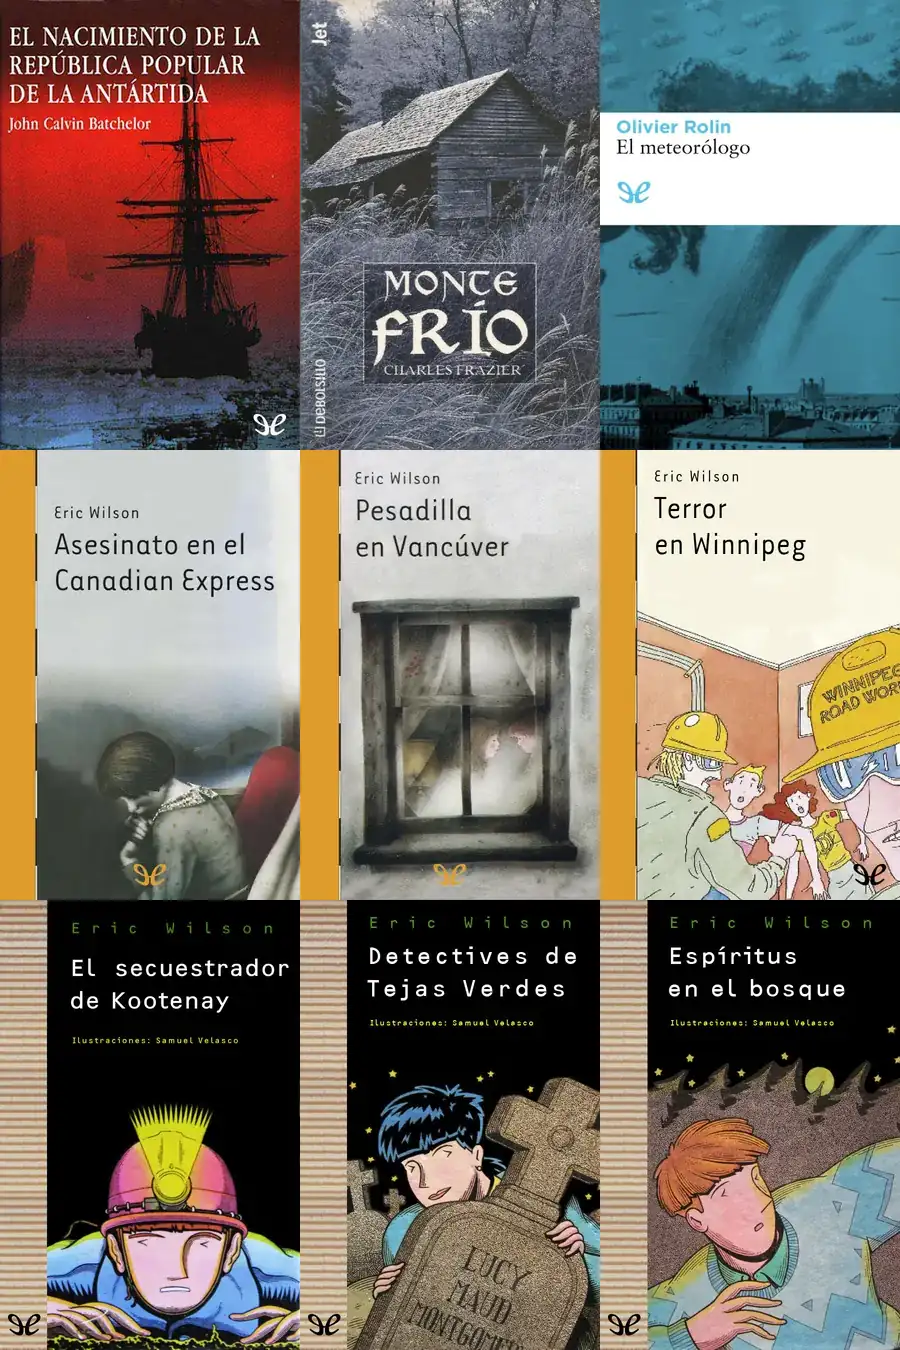 EL NACIMIENTO DE LA
REPÚBLICA POPULAR
DE LA ANTÁRTIDA
John Calvin Batchelor
Jet
MONTE
FRÍO
CHARLES FRAZIER
DEBOLS!LLO
Olivier Rolin
El meteorólogo
Eric Wilson
Asesinato en el
Canadian Express
Eric Wilson
Pesadilla
en Vancúver
Eric Wilson
Terror
en Winnipeg
WINNIPEG
ROAD WORK
Eric Wilson
El secuestrador
de Kootenay
Ilustraciones: Samuel Velasco
Eric Wilson
Detectives de
Tejas Verdes
Ilustraciones: Samuel Velasco
LUCY
MAUD
MONTGOMER
Eric Wilson
Espíritus
en el bosque
Ilustraciones: Samuel Velasco